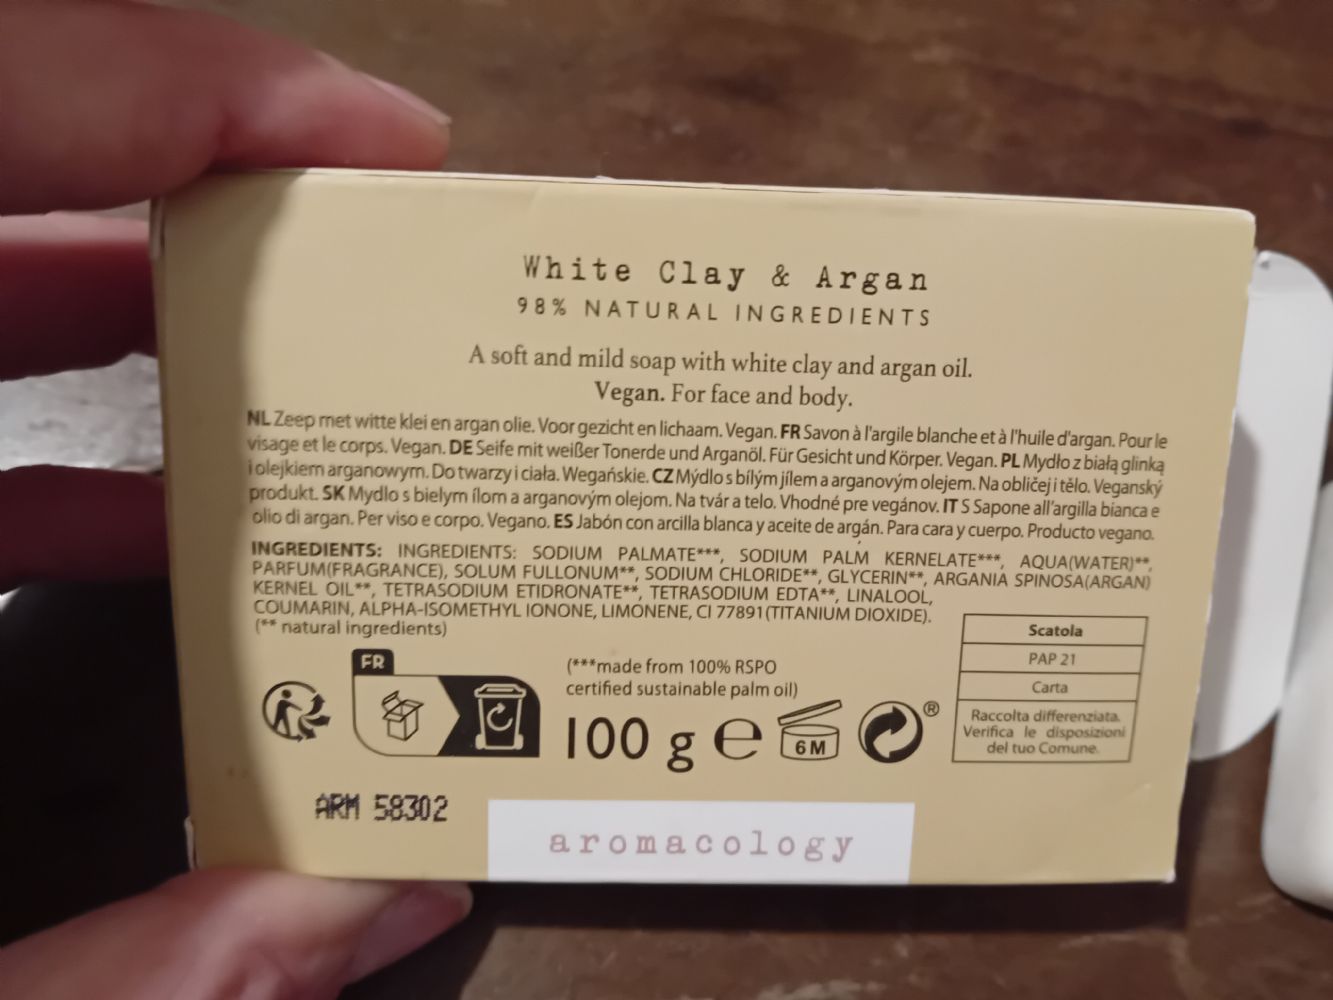 White Clay & Argan
98% NATURAL INGREDIENTS
A soft and mild soap with white clay and argan oil.
Vegan. For face and body.
NL Zeep met witte klei en argan olie. Voor gezicht en lichaam. Vegan. FR Savon à l'argile blanche et à l'huile d'argan. Pour le
visage et le corps. Vegan. DE Seife mit weißer Tonerde und Arganöl. Für Gesicht und Körper. Vegan. PL Mydło z białą glinką
i olejkiem arganowym. Do twarzy i ciała. Wegańskie. CZ Mýdlo s bílým jílem a arganovým olejem. Na obličej i tělo. Veganský
produkt. SK Mydlo s bielym ílom a arganovým olejom. Na tvár a telo. Vhodné pre vegánov. IT S Sapone all'argilla bianca e
olio di argan. Per viso e corpo. Vegano. ES Jabón con arcilla blanca y aceite de argán. Para cara y cuerpo. Producto vegano.
INGREDIENTS: INGREDIENTS: SODIUM PALMATE***, SODIUM PALM KERNELATE***, AQUA(WATER)**,
PARFUM(FRAGRANCE), SOLUM FULLONUM**, SODIUM CHLORIDE**, GLYCERIN**, ARGANIA SPINOSA(ARGAN)
KERNEL OIL**, TETRASODIUM ETIDRONATE**, TETRASODIUM EDTA**, LINALOOL,
COUMARIN, ALPHA-ISOMETHYL IONONE, LIMONENE, CI 77891(TITANIUM DIOXIDE).
(** natural ingredients)
Scatola
PAP 21
Carta
Raccolta differenziata.
Verifica le disposizioni
del tuo Comune.
FR
(***made from 100% RSPO
certified sustainable palm oil)
100 g e
6 M
®
ARM 58302
aromacology